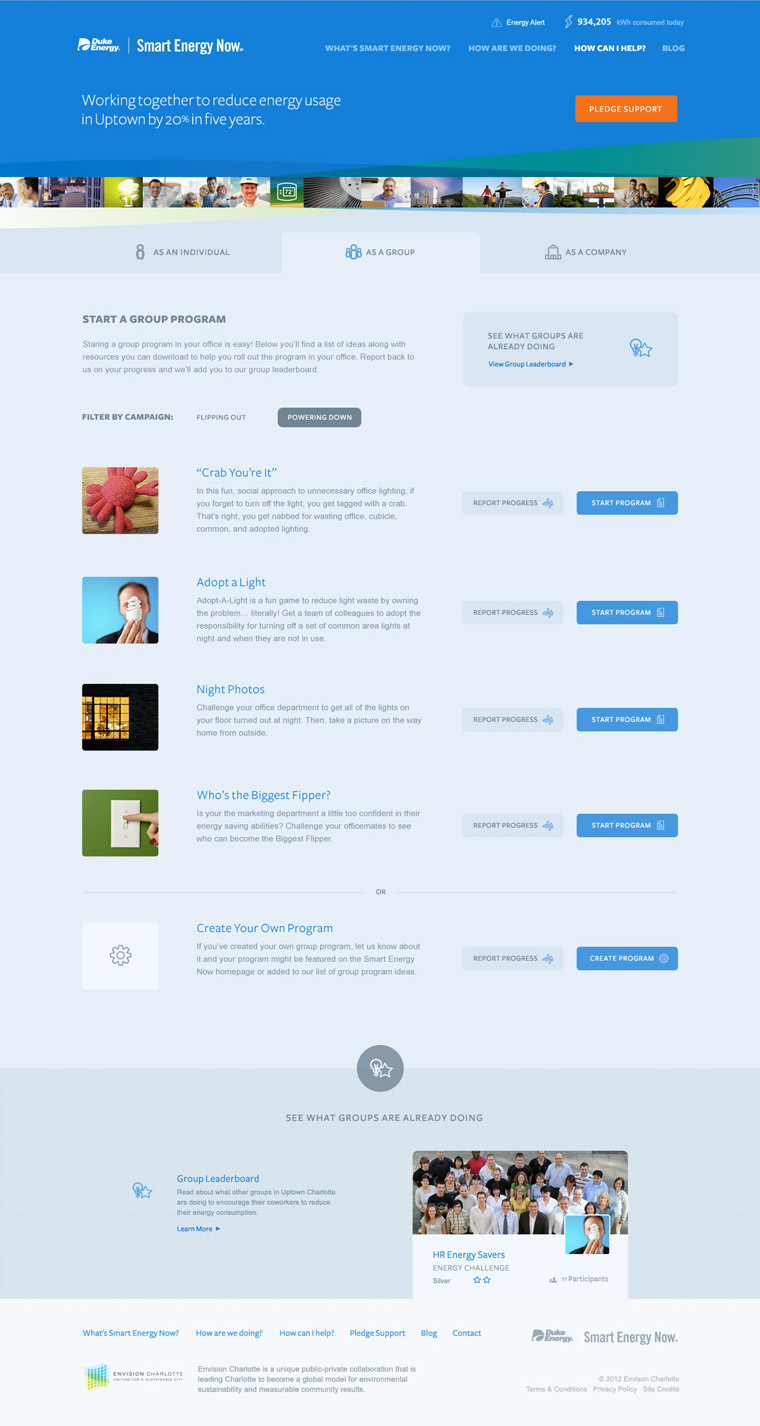 Energy Alert 934,205 kWh consumed today
Duke Energy. Smart Energy Now.
WHAT'S SMART ENERGY NOW? HOW ARE WE DOING? HOW CAN I HELP? BLOG
Working together to reduce energy usage
in Uptown by 20% in five years.
PLEDGE SUPPORT
72°
AS AN INDIVIDUAL AS A GROUP AS A COMPANY
START A GROUP PROGRAM
Staring a group program in your office is easy! Below you'll find a list of ideas along with
resources you can download to help you roll out the program in your office. Report back to
us on your progress and we'll add you to our group leaderboard.
SEE WHAT GROUPS ARE
ALREADY DOING
View Group Leaderboard ►
FILTER BY CAMPAIGN: FLIPPING OUT POWERING DOWN
“Crab You're It”
In this fun, social approach to unnecessary office lighting, if
you forget to turn off the light, you get tagged with a crab.
That's right, you get nabbed for wasting office, cubicle,
common, and adopted lighting.
REPORT PROGRESS START PROGRAM
Adopt a Light
Adopt-A-Light is a fun game to reduce light waste by owning
the problem... literally! Get a team of colleagues to adopt the
responsibility for turning off a set of common area lights at
night and when they are not in use.
REPORT PROGRESS START PROGRAM
Night Photos
Challenge your office department to get all of the lights on
your floor turned out at night. Then, take a picture on the way
home from outside.
REPORT PROGRESS START PROGRAM
Who's the Biggest Fipper?
Is your the marketing department a little too confident in their
energy saving abilities? Challenge your officemates to see
who can become the Biggest Flipper.
REPORT PROGRESS START PROGRAM
OR
Create Your Own Program
If you've created your own group program, let us know about
it and your program might be featured on the Smart Energy
Now homepage or added to our list of group program ideas.
REPORT PROGRESS CREATE PROGRAM
SEE WHAT GROUPS ARE ALREADY DOING
Group Leaderboard
Read about what other groups in Uptown Charlotte
are doing to encourage their coworkers to reduce
their energy consumption.
Learn More ►
HR Energy Savers
ENERGY CHALLENGE
Silver 11 Participants
What's Smart Energy Now? How are we doing? How can I help? Pledge Support Blog Contact
Duke Energy. Smart Energy Now.
ENVISION CHARLOTTE
UNITING FOR A SUSTAINABLE CITY
Envision Charlotte is a unique public-private collaboration that is
leading Charlotte to become a global model for environmental
sustainability and measurable community results.
© 2012 Envison Charlotte
Terms & Conditions Privacy Policy Site Credits